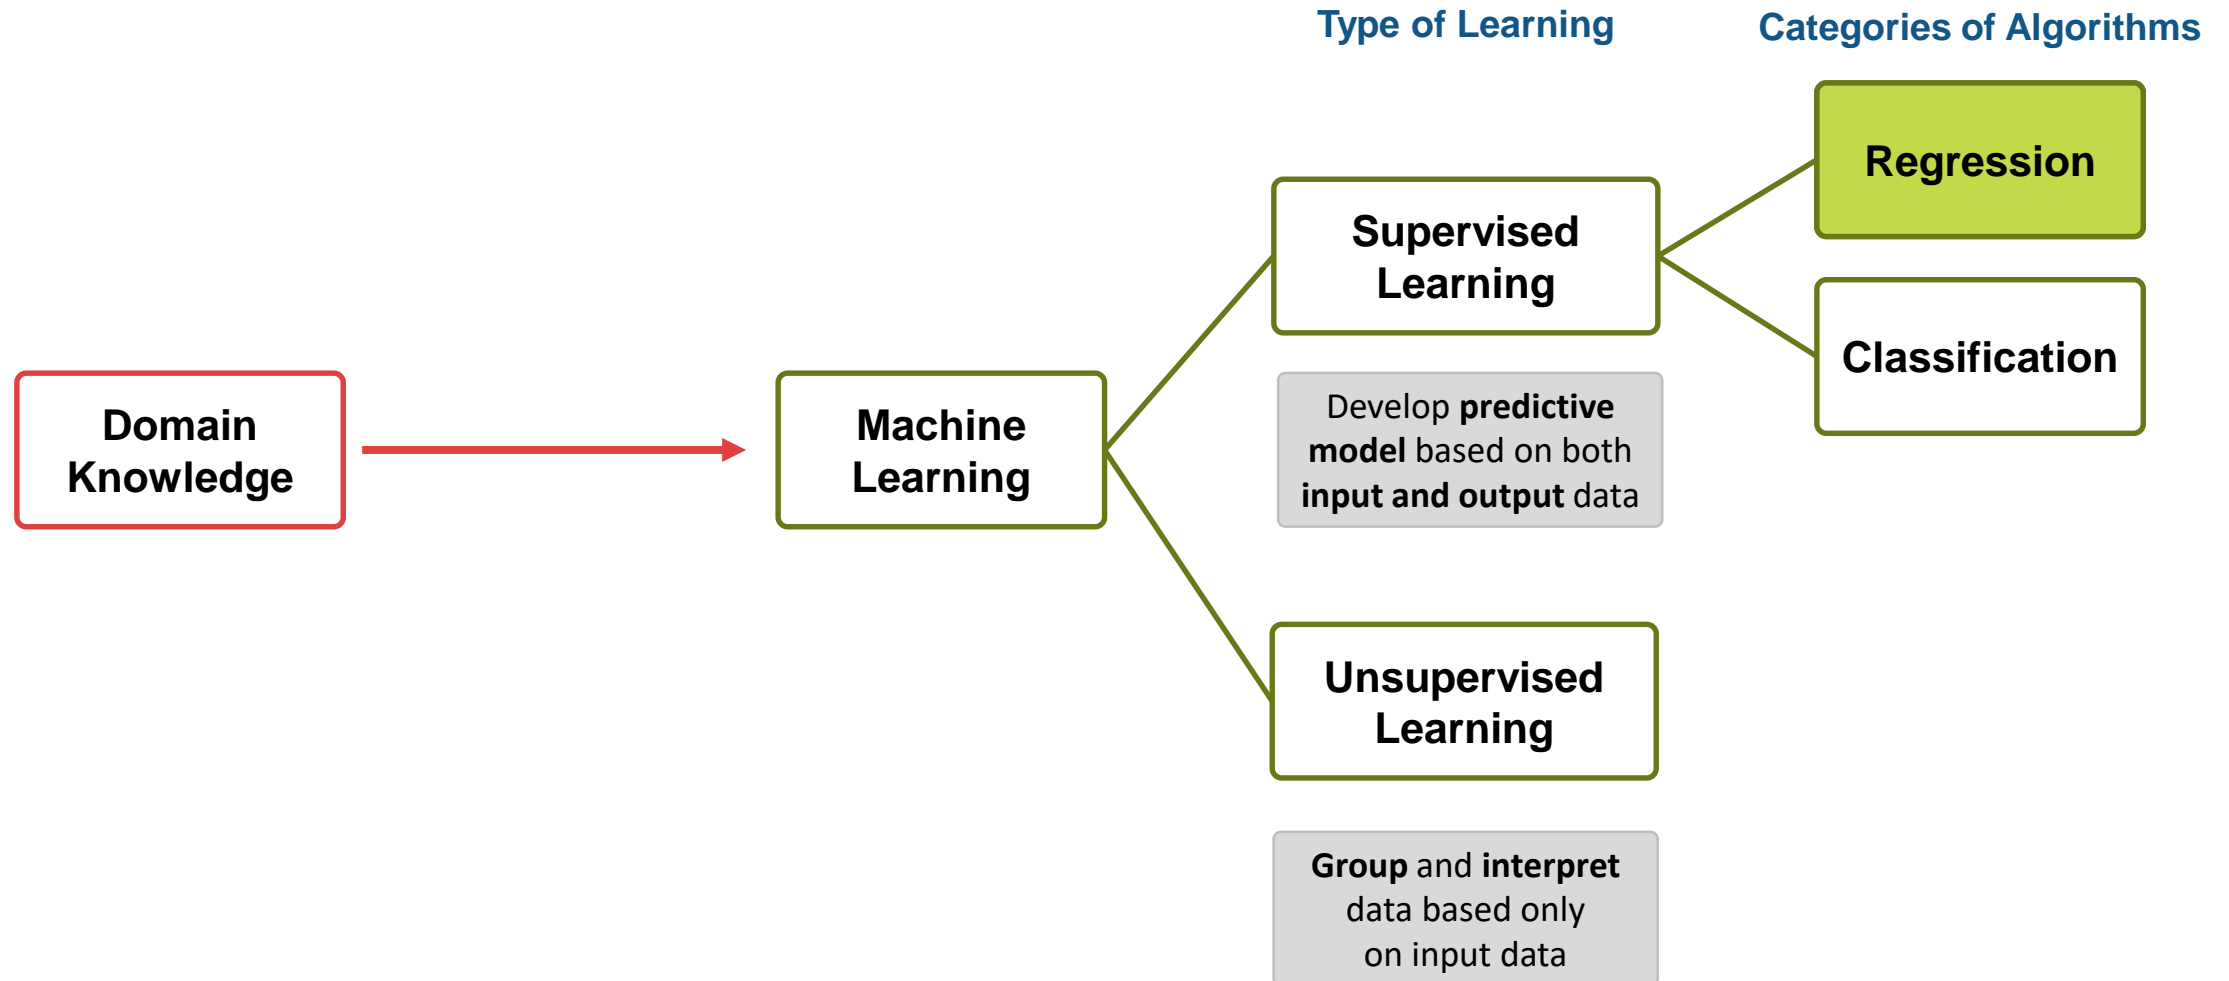 Type of Learning
Categories of Algorithms
Regression
Supervised
Learning
Classification
Develop predictive
model based on both
input and output data
Domain
Knowledge
Machine
Learning
Unsupervised
Learning
Group and interpret
data based only
on input data